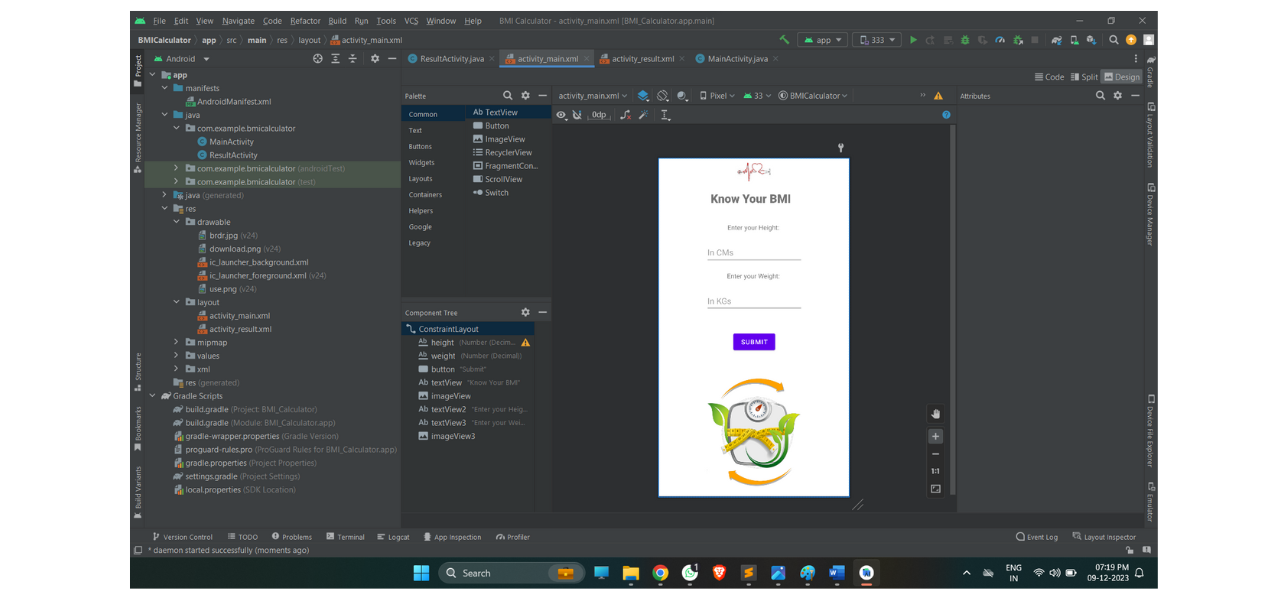 File Edit View Navigate Code Refactor Build Run Tools VCS Window Help BMI Calculator - activity_main.xml [BMI_Calculator.app.main]
BMICalculator app src main res layout activity_main.xml
app 333
Project
Android
ResultActivity.java activity_main.xml activity_result.xml MainActivity.java
Code Split Design
Gradle
app
manifests
AndroidManifest.xml
java
com.example.bmicalculator
MainActivity
ResultActivity
com.example.bmicalculator (androidTest)
com.example.bmicalculator (test)
java (generated)
res
drawable
brdr.jpg (v24)
download.png (v24)
ic_launcher_background.xml
ic_launcher_foreground.xml (v24)
use.png (v24)
layout
activity_main.xml
activity_result.xml
mipmap
values
xml
res (generated)
Gradle Scripts
build.gradle (Project: BMI_Calculator)
build.gradle (Module: BMI_Calculator.app)
gradle-wrapper.properties (Gradle Version)
proguard-rules.pro (ProGuard Rules for BMI_Calculator.app)
gradle.properties (Project Properties)
settings.gradle (Project Settings)
local.properties (SDK Location)
Resource Manager
Structure
Bookmarks
Build Variants
Palette
Common
Text
Buttons
Widgets
Layouts
Containers
Helpers
Google
Legacy
Ab TextView
Button
ImageView
RecyclerView
FragmentCon...
ScrollView
Switch
Component Tree
ConstraintLayout
Ab height (Number (Decim...
Ab weight (Number (Decimal))
button "Submit"
Ab textView "Know Your BMI"
imageView
Ab textView2 "Enter your Heig...
Ab textView3 "Enter your Wei...
imageView3
activity_main.xml Pixel 33 BMICalculator
0dp
Know Your BMI
Enter your Height:
In CMs
Enter your Weight:
In KGs
SUBMIT
1:1
Attributes
Layout Validation
Device Manager
Device File Explorer
Emulator
Version Control TODO Problems Terminal Logcat App Inspection Profiler Event Log Layout Inspector
* daemon started successfully (moments ago)
Search
1
ENG
IN
07:19 PM
09-12-2023